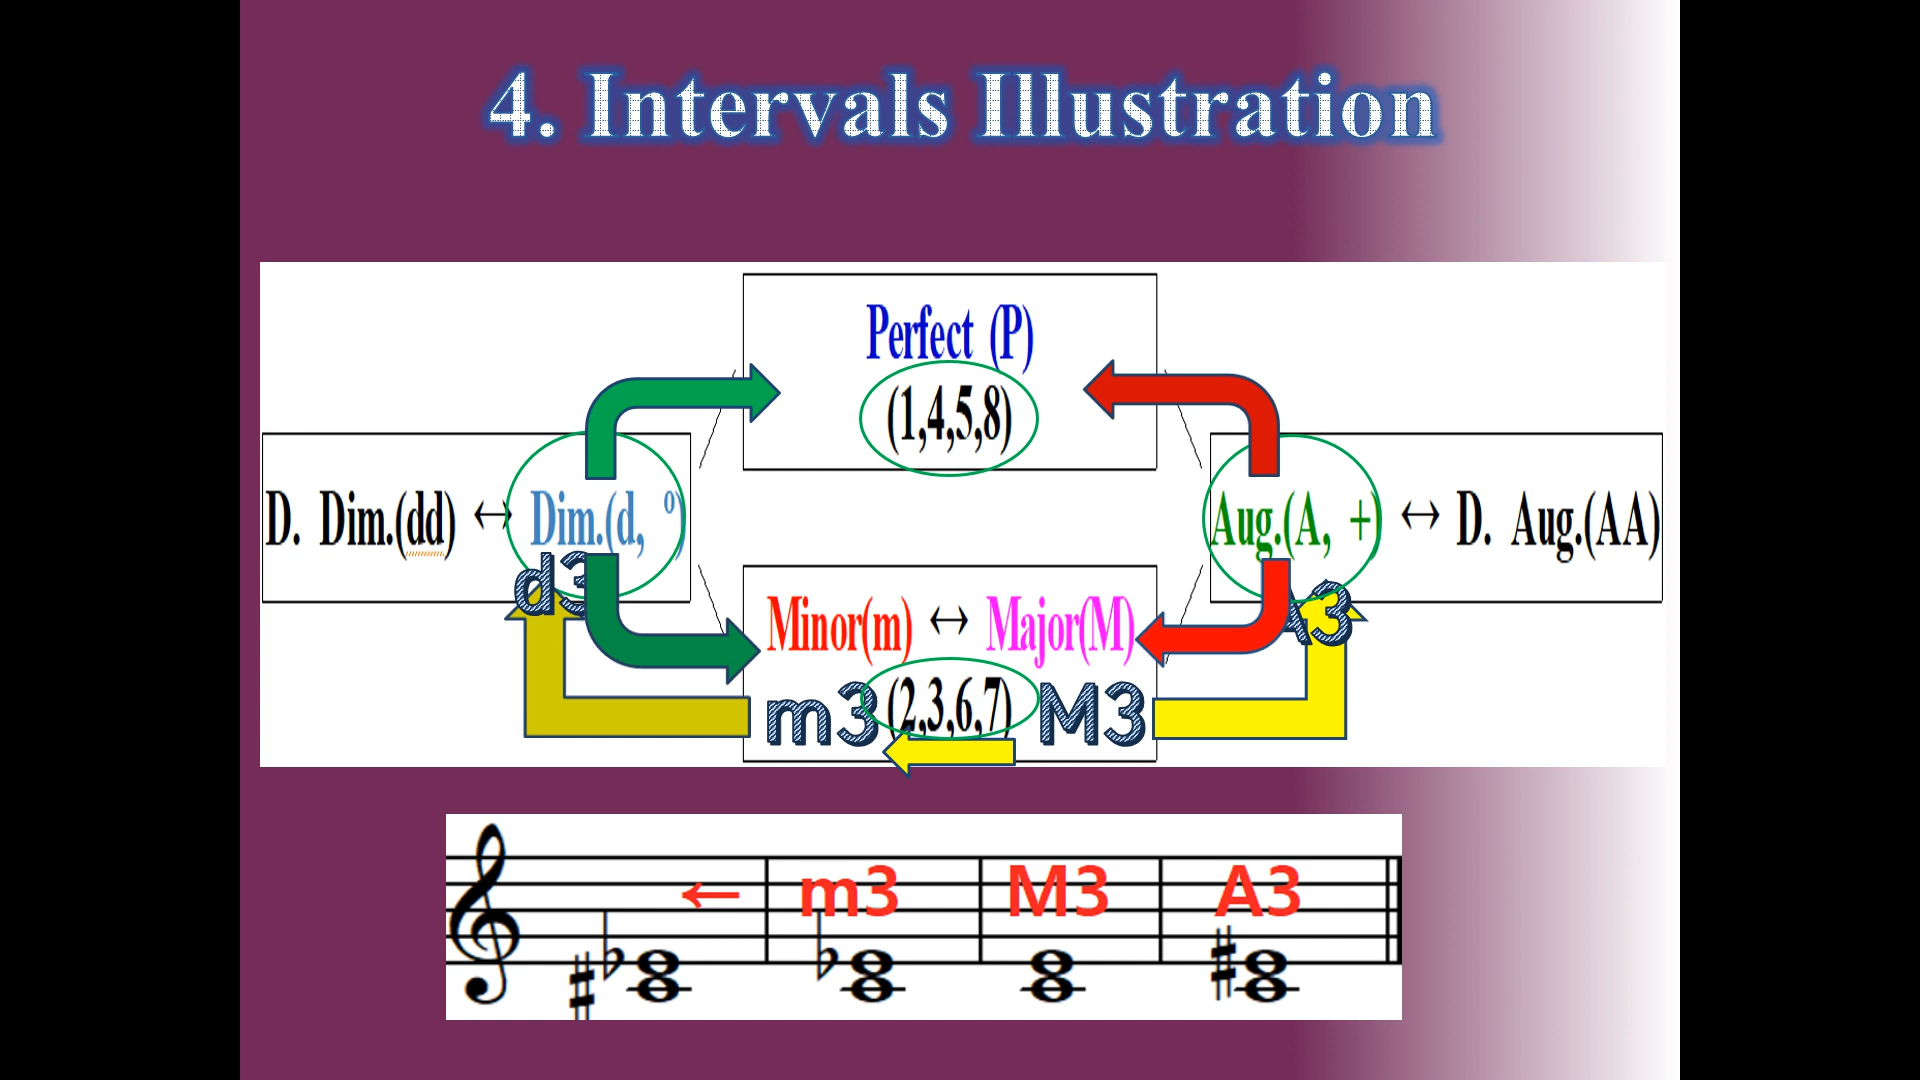 4. Intervals Illustration
Perfect (P)
(1,4,5,8)
D. Dim.(dd) ↔ Dim.(d, º)
Aug.(A, +) ↔ D. Aug.(AA)
d3
A3
Minor(m) ↔ Major(M)
m3 (2,3,6,7) M3
← m3 M3 A3